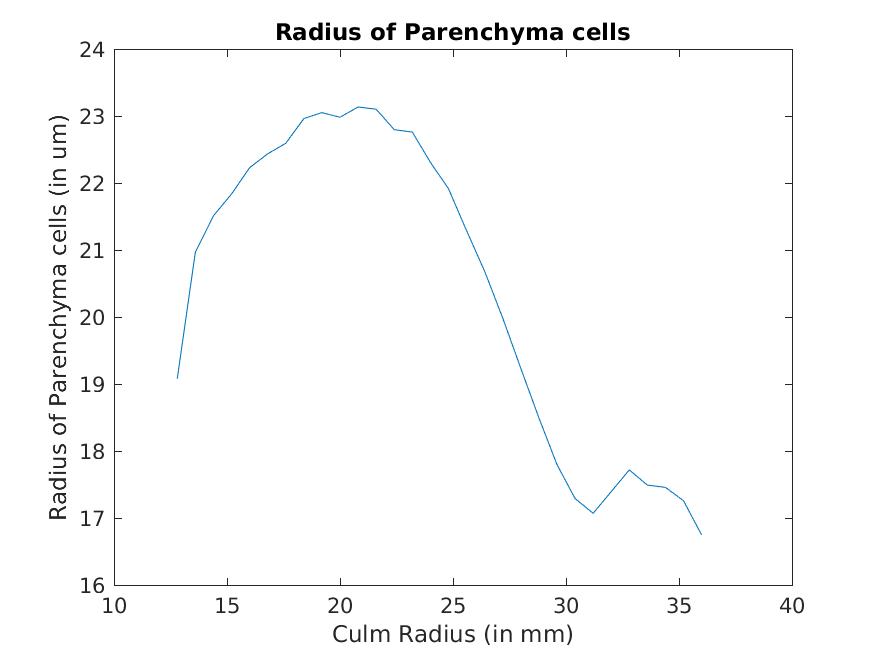 Radius of Parenchyma cells
24
23
22
21
20
19
18
17
16
Radius of Parenchyma cells (in um)
10 15 20 25 30 35 40
Culm Radius (in mm)